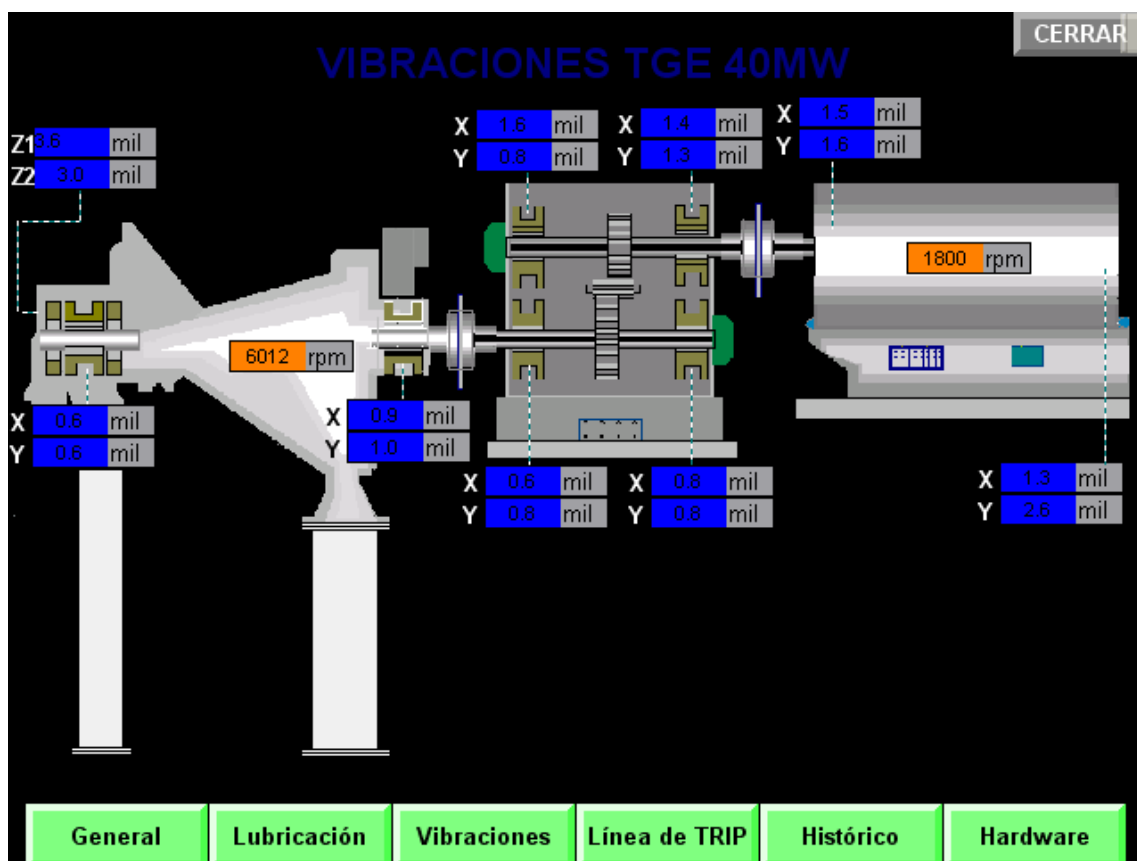 CERRAR
VIBRACIONES TGE 40MW
Z1 3.6 mil
Z2 3.0 mil
X 1.6 mil
Y 0.8 mil
X 1.4 mil
Y 1.3 mil
X 1.5 mil
Y 1.6 mil
1800 rpm
6012 rpm
X 0.6 mil
Y 0.6 mil
X 0.9 mil
Y 1.0 mil
X 0.6 mil
Y 0.8 mil
X 0.8 mil
Y 0.8 mil
X 1.3 mil
Y 2.6 mil
General
Lubricación
Vibraciones
Línea de TRIP
Histórico
Hardware